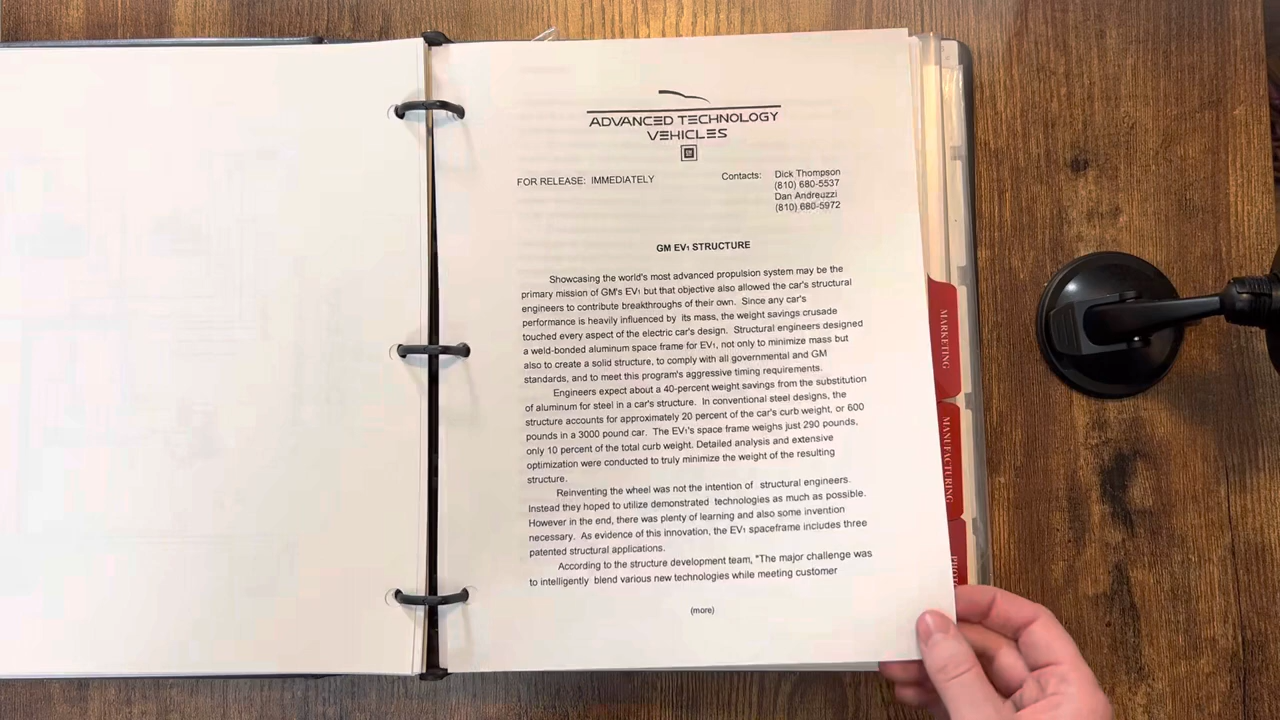 ADVANCED TECHNOLOGY
VEHICLES
GM
FOR RELEASE: IMMEDIATELY
Contacts: Dick Thompson
(810) 680-5537
Dan Andreuzzi
(810) 680-5972
GM EV1 STRUCTURE
Showcasing the world's most advanced propulsion system may be the
primary mission of GM's EV1 but that objective also allowed the car's structural
engineers to contribute breakthroughs of their own. Since any car's
performance is heavily influenced by its mass, the weight savings crusade
touched every aspect of the electric car's design. Structural engineers designed
a weld-bonded aluminum space frame for EV1, not only to minimize mass but
also to create a solid structure, to comply with all governmental and GM
standards, and to meet this program's aggressive timing requirements.
Engineers expect about a 40-percent weight savings from the substitution
of aluminum for steel in a car's structure. In conventional steel designs, the
structure accounts for approximately 20 percent of the car's curb weight, or 600
pounds in a 3000 pound car. The EV1's space frame weighs just 290 pounds,
only 10 percent of the total curb weight. Detailed analysis and extensive
optimization were conducted to truly minimize the weight of the resulting
structure.
Reinventing the wheel was not the intention of structural engineers.
Instead they hoped to utilize demonstrated technologies as much as possible.
However in the end, there was plenty of learning and also some invention
necessary. As evidence of this innovation, the EV1 spaceframe includes three
patented structural applications.
According to the structure development team, "The major challenge was
to intelligently blend various new technologies while meeting customer
(more)
MARKETING
MANUFACTURING